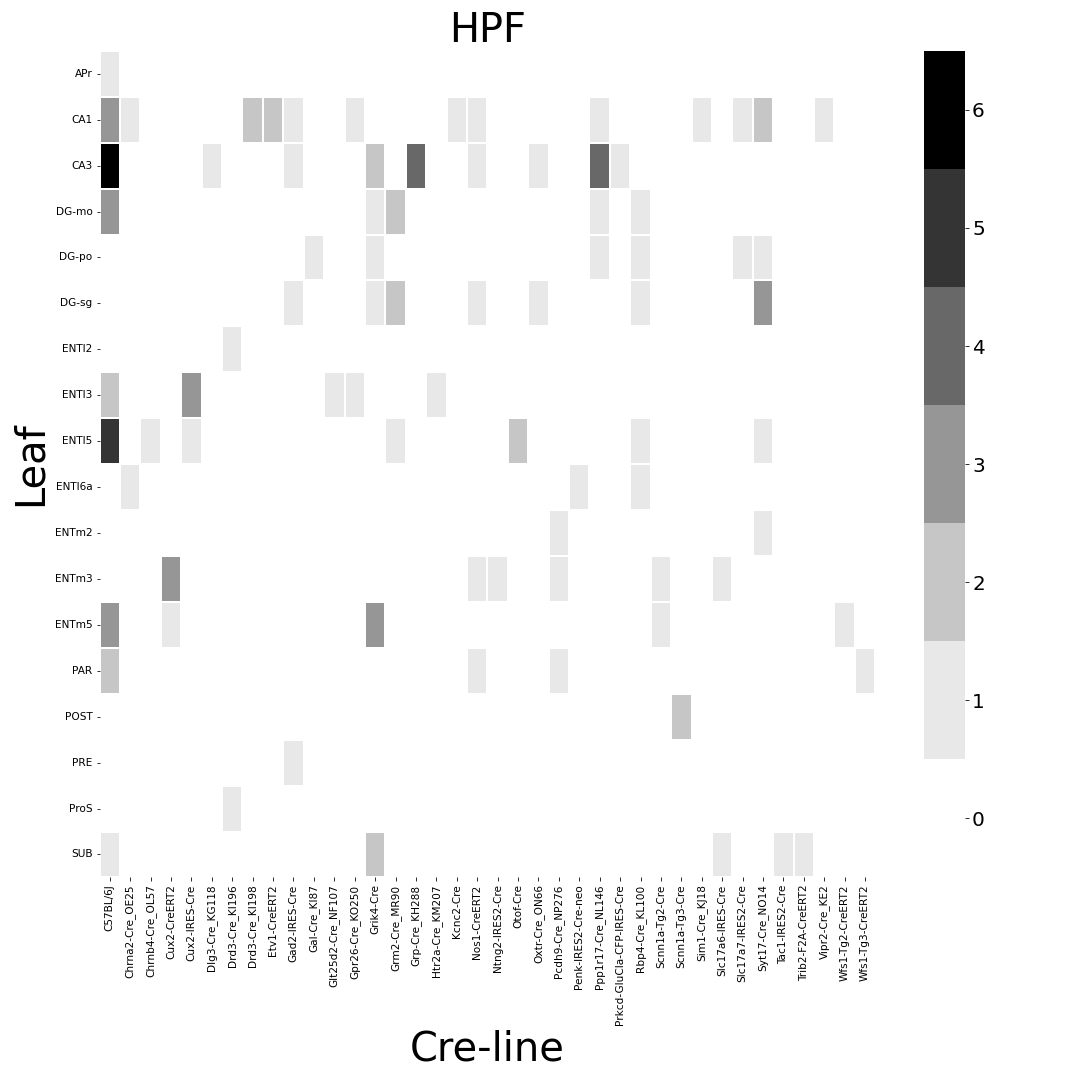 HPF
Leaf
APr
CA1
CA3
DG-mo
DG-po
DG-sg
ENTl2
ENTl3
ENTl5
ENTl6a
ENTm2
ENTm3
ENTm5
PAR
POST
PRE
ProS
SUB
C57BL/6J
Chrna2-Cre_OE25
Chrnb4-Cre_OL57
Cux2-CreERT2
Cux2-IRES-Cre
Dlg3-Cre_KG118
Drd3-Cre_KI196
Drd3-Cre_KI198
Etv1-CreERT2
Gad2-IRES-Cre
Gal-Cre_KI87
Glt25d2-Cre_NF107
Gpr26-Cre_KO250
Grik4-Cre
Grm2-Cre_MR90
Grp-Cre_KH288
Htr2a-Cre_KM207
Kcnc2-Cre
Nos1-CreERT2
Ntng2-IRES2-Cre
Otof-Cre
Oxtr-Cre_ON66
Pcdh9-Cre_NP276
Penk-IRES2-Cre-neo
Ppp1r17-Cre_NL146
Prkcd-GluCla-CFP-IRES-Cre
Rbp4-Cre_KL100
Scnn1a-Tg2-Cre
Scnn1a-Tg3-Cre
Sim1-Cre_KJ18
Slc17a6-IRES-Cre
Slc17a7-IRES2-Cre
Syt17-Cre_NO14
Tac1-IRES2-Cre
Trib2-F2A-CreERT2
Vipr2-Cre_KE2
Wfs1-Tg2-CreERT2
Wfs1-Tg3-CreERT2
Cre-line
6
5
4
3
2
1
0